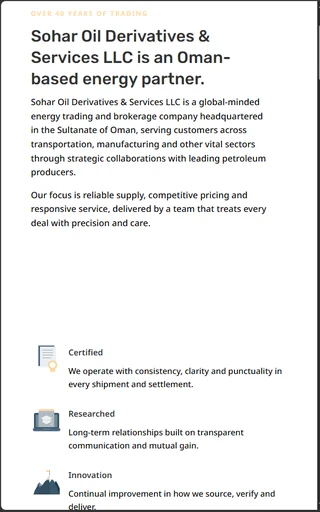 OVER 40 YEARS OF TRADING
Sohar Oil Derivatives &
Services LLC is an Oman-
based energy partner.
Sohar Oil Derivatives & Services LLC is a global-minded
energy trading and brokerage company headquartered
in the Sultanate of Oman, serving customers across
transportation, manufacturing and other vital sectors
through strategic collaborations with leading petroleum
producers.
Our focus is reliable supply, competitive pricing and
responsive service, delivered by a team that treats every
deal with precision and care.
Certified
We operate with consistency, clarity and punctuality in
every shipment and settlement.
Researched
Long-term relationships built on transparent
communication and mutual gain.
Innovation
Continual improvement in how we source, verify and
deliver.